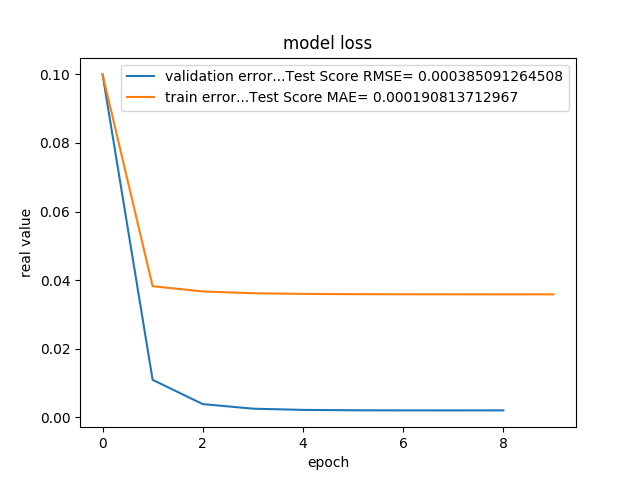 model loss
validation error...Test Score RMSE= 0.000385091264508
train error...Test Score MAE= 0.000190813712967
0.10
0.08
0.06
0.04
0.02
0.00
real value
0 2 4 6 8
epoch